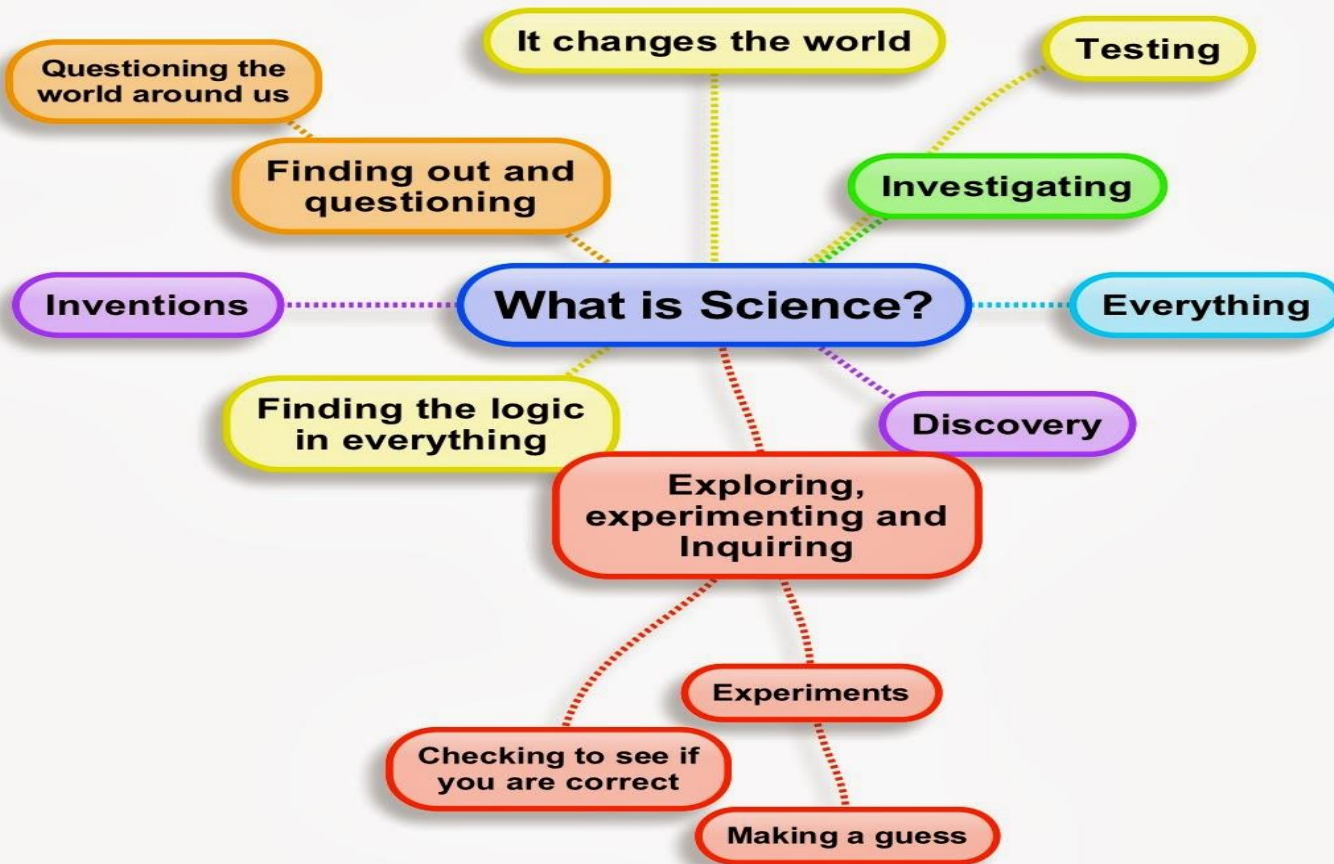 It changes the world
Testing
Questioning the
world around us
Finding out and
questioning
Investigating
Inventions
What is Science?
Everything
Finding the logic
in everything
Discovery
Exploring,
experimenting and
Inquiring
Experiments
Checking to see if
you are correct
Making a guess